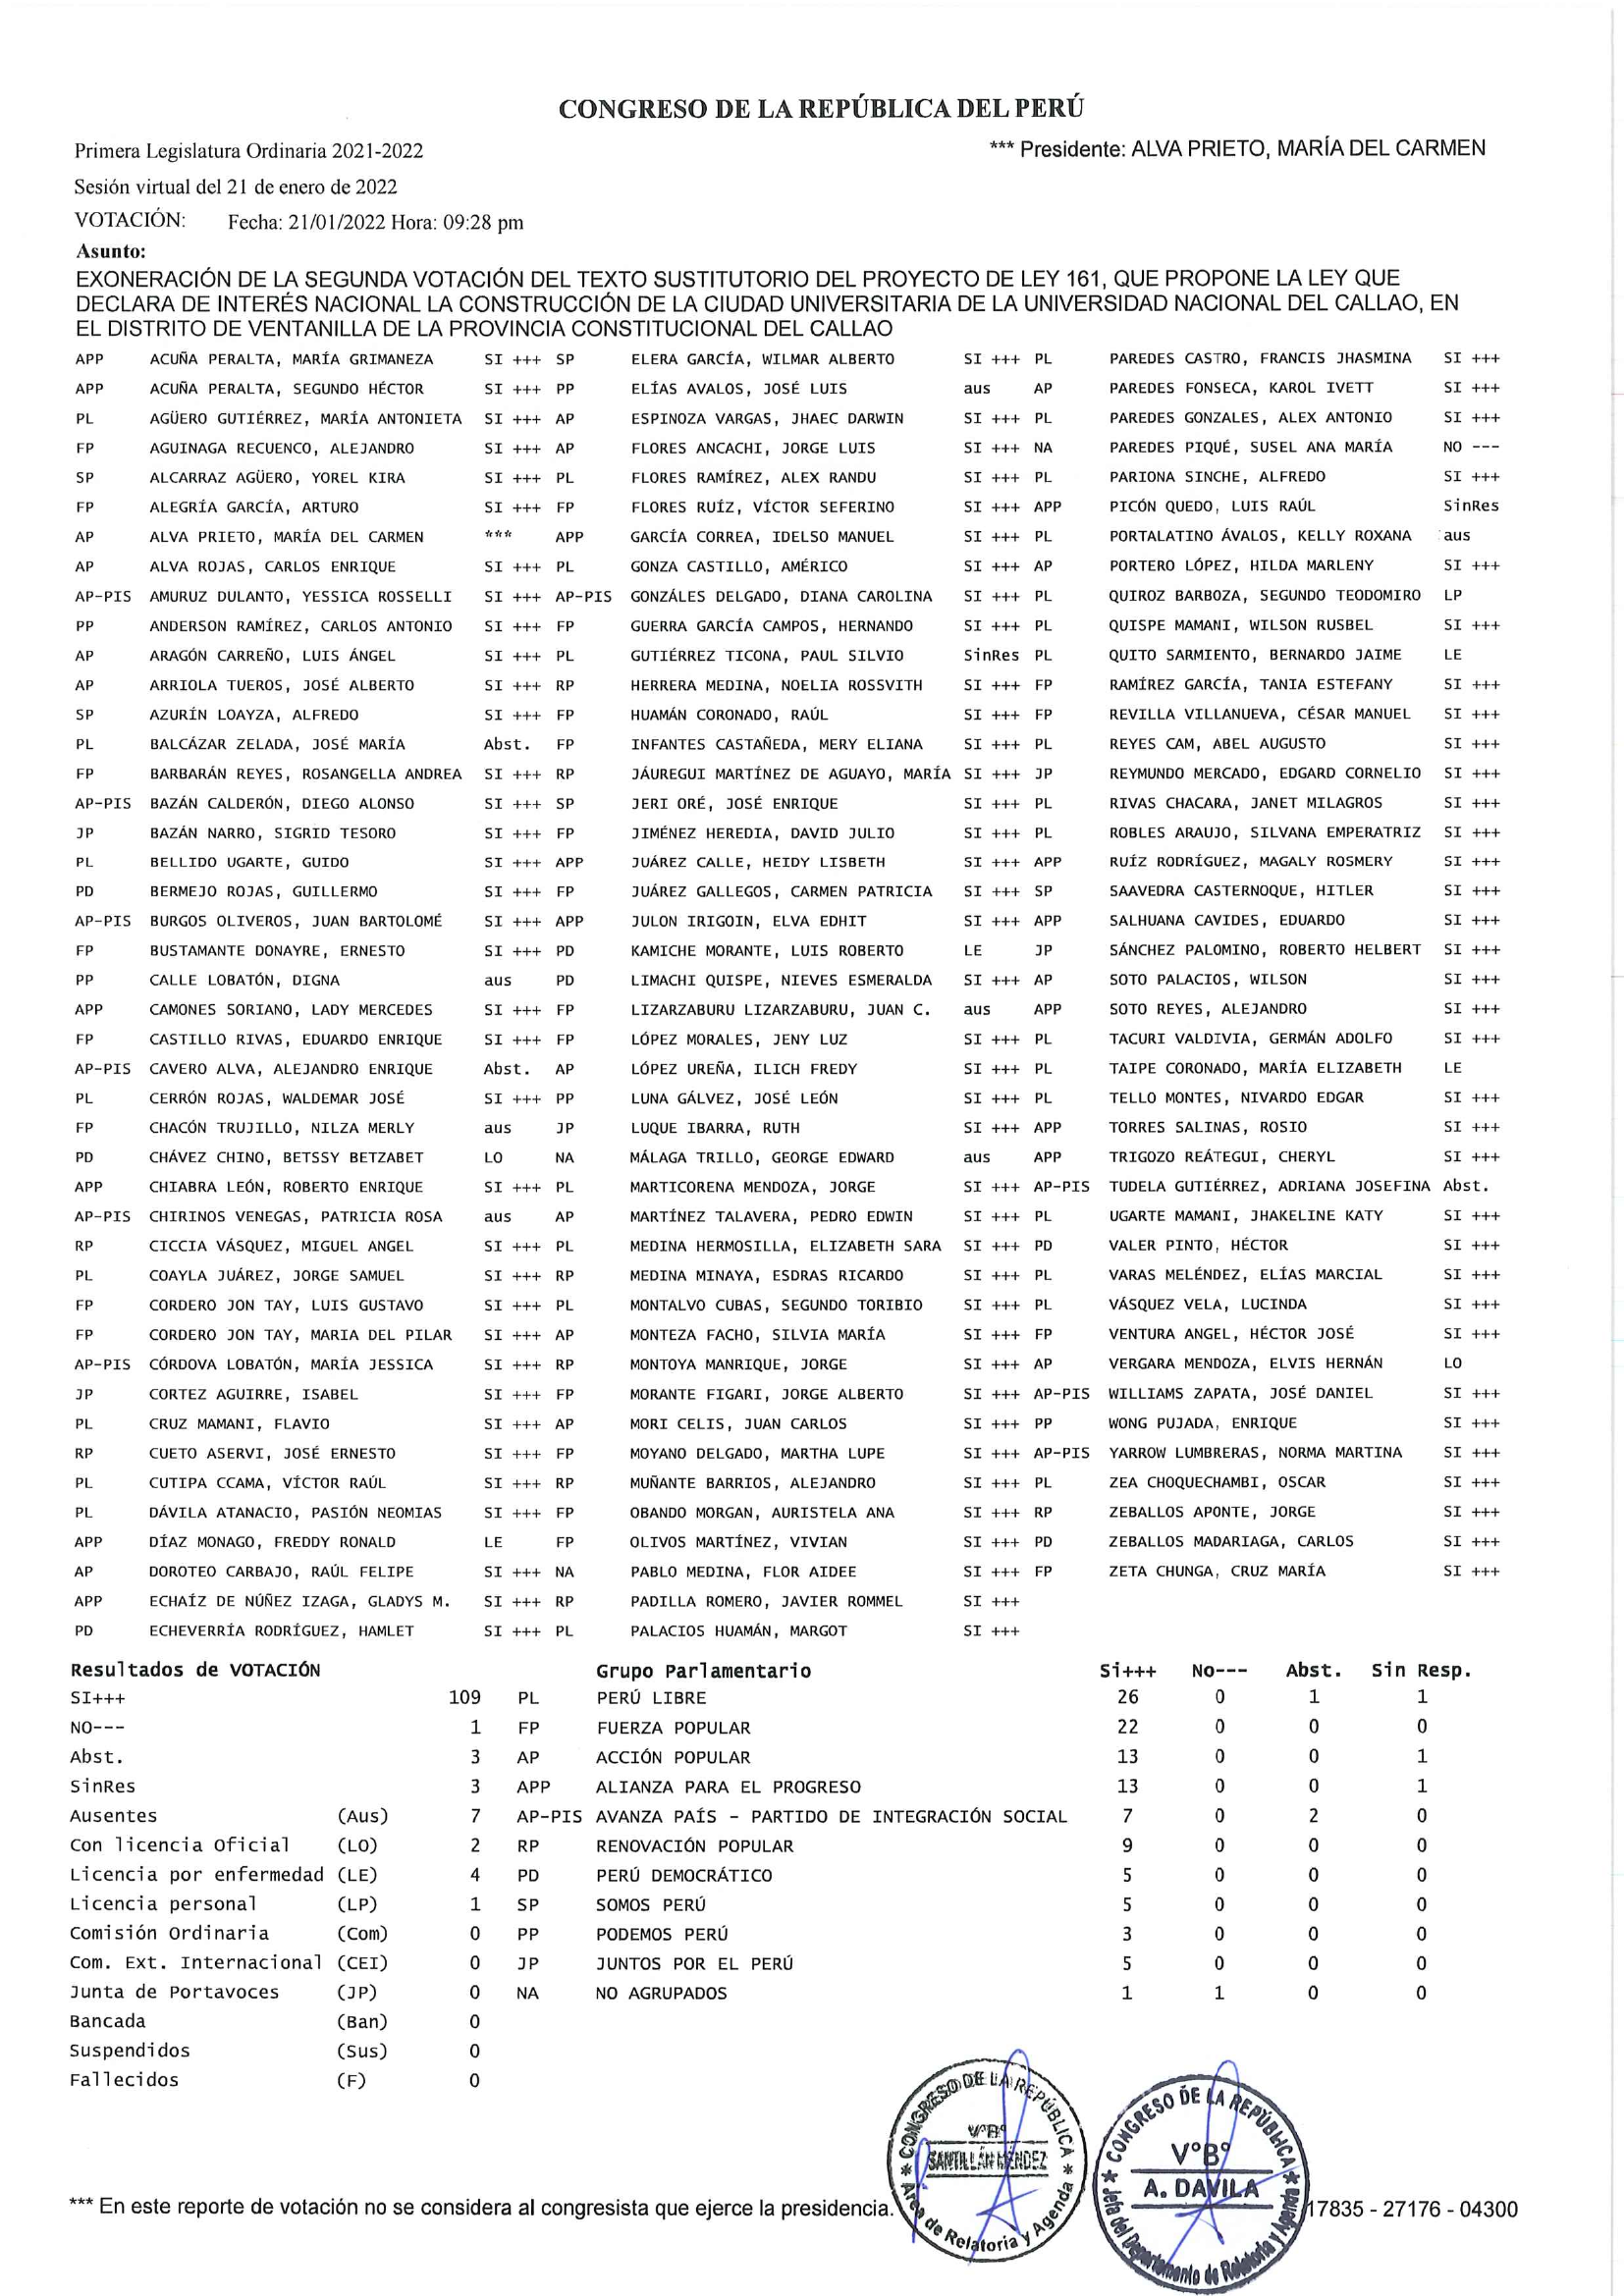 CONGRESO DE LA REPÚBLICA DEL PERÚ
Primera Legislatura Ordinaria 2021-2022 *** Presidente: ALVA PRIETO, MARÍA DEL CARMEN
Sesión virtual del 21 de enero de 2022
VOTACIÓN: Fecha: 21/01/2022 Hora: 09:28 pm
Asunto:
EXONERACIÓN DE LA SEGUNDA VOTACIÓN DEL TEXTO SUSTITUTORIO DEL PROYECTO DE LEY 161, QUE PROPONE LA LEY QUE
DECLARA DE INTERÉS NACIONAL LA CONSTRUCCIÓN DE LA CIUDAD UNIVERSITARIA DE LA UNIVERSIDAD NACIONAL DEL CALLAO, EN
EL DISTRITO DE VENTANILLA DE LA PROVINCIA CONSTITUCIONAL DEL CALLAO
APP ACUÑA PERALTA, MARÍA GRIMANEZA SI +++ SP ELERA GARCÍA, WILMAR ALBERTO SI +++ PL PAREDES CASTRO, FRANCIS JHASMINA SI +++
APP ACUÑA PERALTA, SEGUNDO HÉCTOR SI +++ PP ELÍAS AVALOS, JOSÉ LUIS aus AP PAREDES FONSECA, KAROL IVETT SI +++
PL AGÜERO GUTIÉRREZ, MARÍA ANTONIETA SI +++ AP ESPINOZA VARGAS, JHAEC DARWIN SI +++ PL PAREDES GONZALES, ALEX ANTONIO SI +++
FP AGUINAGA RECUENCO, ALEJANDRO SI +++ AP FLORES ANCACHI, JORGE LUIS SI +++ NA PAREDES PIQUÉ, SUSEL ANA MARÍA NO ---
SP ALCARRAZ AGÜERO, YOREL KIRA SI +++ PL FLORES RAMÍREZ, ALEX RANDU SI +++ PL PARIONA SINCHE, ALFREDO SI +++
FP ALEGRÍA GARCÍA, ARTURO SI +++ FP FLORES RUÍZ, VÍCTOR SEFERINO SI +++ APP PICÓN QUEDO, LUIS RAÚL SinRes
AP ALVA PRIETO, MARÍA DEL CARMEN *** APP GARCÍA CORREA, IDELSO MANUEL SI +++ PL PORTALATINO ÁVALOS, KELLY ROXANA aus
AP ALVA ROJAS, CARLOS ENRIQUE SI +++ PL GONZA CASTILLO, AMÉRICO SI +++ AP PORTERO LÓPEZ, HILDA MARLENY SI +++
AP-PIS AMURUZ DULANTO, YESSICA ROSSELLI SI +++ AP-PIS GONZÁLES DELGADO, DIANA CAROLINA SI +++ PL QUIROZ BARBOZA, SEGUNDO TEODOMIRO LP
PP ANDERSON RAMÍREZ, CARLOS ANTONIO SI +++ FP GUERRA GARCÍA CAMPOS, HERNANDO SI +++ PL QUISPE MAMANI, WILSON RUSBEL SI +++
AP ARAGÓN CARREÑO, LUIS ÁNGEL SI +++ PL GUTIÉRREZ TICONA, PAUL SILVIO SinRes PL QUITO SARMIENTO, BERNARDO JAIME LE
AP ARRIOLA TUEROS, JOSÉ ALBERTO SI +++ RP HERRERA MEDINA, NOELIA ROSSVITH SI +++ FP RAMÍREZ GARCÍA, TANIA ESTEFANY SI +++
SP AZURÍN LOAYZA, ALFREDO SI +++ FP HUAMÁN CORONADO, RAÚL SI +++ FP REVILLA VILLANUEVA, CÉSAR MANUEL SI +++
PL BALCÁZAR ZELADA, JOSÉ MARÍA Abst. FP INFANTES CASTAÑEDA, MERY ELIANA SI +++ PL REYES CAM, ABEL AUGUSTO SI +++
FP BARBARÁN REYES, ROSANGELLA ANDREA SI +++ RP JÁUREGUI MARTÍNEZ DE AGUAYO, MARÍA SI +++ JP REYMUNDO MERCADO, EDGARD CORNELIO SI +++
AP-PIS BAZÁN CALDERÓN, DIEGO ALONSO SI +++ SP JERI ORÉ, JOSÉ ENRIQUE SI +++ PL RIVAS CHACARA, JANET MILAGROS SI +++
JP BAZÁN NARRO, SIGRID TESORO SI +++ FP JIMÉNEZ HEREDIA, DAVID JULIO SI +++ PL ROBLES ARAUJO, SILVANA EMPERATRIZ SI +++
PL BELLIDO UGARTE, GUIDO SI +++ APP JUÁREZ CALLE, HEIDY LISBETH SI +++ APP RUÍZ RODRÍGUEZ, MAGALY ROSMERY SI +++
PD BERMEJO ROJAS, GUILLERMO SI +++ FP JUÁREZ GALLEGOS, CARMEN PATRICIA SI +++ SP SAAVEDRA CASTERNOQUE, HITLER SI +++
AP-PIS BURGOS OLIVEROS, JUAN BARTOLOMÉ SI +++ APP JULON IRIGOIN, ELVA EDHIT SI +++ APP SALHUANA CAVIDES, EDUARDO SI +++
FP BUSTAMANTE DONAYRE, ERNESTO SI +++ PD KAMICHE MORANTE, LUIS ROBERTO LE JP SÁNCHEZ PALOMINO, ROBERTO HELBERT SI +++
PP CALLE LOBATÓN, DIGNA aus PD LIMACHI QUISPE, NIEVES ESMERALDA SI +++ AP SOTO PALACIOS, WILSON SI +++
APP CAMONES SORIANO, LADY MERCEDES SI +++ FP LIZARZABURU LIZARZABURU, JUAN C. aus APP SOTO REYES, ALEJANDRO SI +++
FP CASTILLO RIVAS, EDUARDO ENRIQUE SI +++ FP LÓPEZ MORALES, JENY LUZ SI +++ PL TACURI VALDIVIA, GERMÁN ADOLFO SI +++
AP-PIS CAVERO ALVA, ALEJANDRO ENRIQUE Abst. AP LÓPEZ UREÑA, ILICH FREDY SI +++ PL TAIPE CORONADO, MARÍA ELIZABETH LE
PL CERRÓN ROJAS, WALDEMAR JOSÉ SI +++ PP LUNA GÁLVEZ, JOSÉ LEÓN SI +++ PL TELLO MONTES, NIVARDO EDGAR SI +++
FP CHACÓN TRUJILLO, NILZA MERLY aus JP LUQUE IBARRA, RUTH SI +++ APP TORRES SALINAS, ROSIO SI +++
PD CHÁVEZ CHINO, BETSSY BETZABET LO NA MÁLAGA TRILLO, GEORGE EDWARD aus APP TRIGOZO REÁTEGUI, CHERYL SI +++
APP CHIABRA LEÓN, ROBERTO ENRIQUE SI +++ PL MARTICORENA MENDOZA, JORGE SI +++ AP-PIS TUDELA GUTIÉRREZ, ADRIANA JOSEFINA Abst.
AP-PIS CHIRINOS VENEGAS, PATRICIA ROSA aus AP MARTÍNEZ TALAVERA, PEDRO EDWIN SI +++ PL UGARTE MAMANI, JHAKELINE KATY SI +++
RP CICCIA VÁSQUEZ, MIGUEL ANGEL SI +++ PL MEDINA HERMOSILLA, ELIZABETH SARA SI +++ PD VALER PINTO, HÉCTOR SI +++
PL COAYLA JUÁREZ, JORGE SAMUEL SI +++ RP MEDINA MINAYA, ESDRAS RICARDO SI +++ PL VARAS MELÉNDEZ, ELÍAS MARCIAL SI +++
FP CORDERO JON TAY, LUIS GUSTAVO SI +++ PL MONTALVO CUBAS, SEGUNDO TORIBIO SI +++ PL VÁSQUEZ VELA, LUCINDA SI +++
FP CORDERO JON TAY, MARIA DEL PILAR SI +++ AP MONTEZA FACHO, SILVIA MARÍA SI +++ FP VENTURA ANGEL, HÉCTOR JOSÉ SI +++
AP-PIS CÓRDOVA LOBATÓN, MARÍA JESSICA SI +++ RP MONTOYA MANRIQUE, JORGE SI +++ AP VERGARA MENDOZA, ELVIS HERNÁN LO
JP CORTEZ AGUIRRE, ISABEL SI +++ FP MORANTE FIGARI, JORGE ALBERTO SI +++ AP-PIS WILLIAMS ZAPATA, JOSÉ DANIEL SI +++
PL CRUZ MAMANI, FLAVIO SI +++ AP MORI CELIS, JUAN CARLOS SI +++ PP WONG PUJADA, ENRIQUE SI +++
RP CUETO ASERVI, JOSÉ ERNESTO SI +++ FP MOYANO DELGADO, MARTHA LUPE SI +++ AP-PIS YARROW LUMBRERAS, NORMA MARTINA SI +++
PL CUTIPA CCAMA, VÍCTOR RAÚL SI +++ RP MUÑANTE BARRIOS, ALEJANDRO SI +++ PL ZEA CHOQUECHAMBI, OSCAR SI +++
PL DÁVILA ATANACIO, PASIÓN NEOMIAS SI +++ FP OBANDO MORGAN, AURISTELA ANA SI +++ RP ZEBALLOS APONTE, JORGE SI +++
APP DÍAZ MONAGO, FREDDY RONALD LE FP OLIVOS MARTÍNEZ, VIVIAN SI +++ PD ZEBALLOS MADARIAGA, CARLOS SI +++
AP DOROTEO CARBAJO, RAÚL FELIPE SI +++ NA PABLO MEDINA, FLOR AIDEE SI +++ FP ZETA CHUNGA, CRUZ MARÍA SI +++
APP ECHAÍZ DE NÚÑEZ IZAGA, GLADYS M. SI +++ RP PADILLA ROMERO, JAVIER ROMMEL SI +++
PD ECHEVERRÍA RODRÍGUEZ, HAMLET SI +++ PL PALACIOS HUAMÁN, MARGOT SI +++
Resultados de VOTACIÓN Grupo Parlamentario Si+++ No--- Abst. Sin Resp.
SI+++ 109 PL PERÚ LIBRE 26 0 1 1
NO--- 1 FP FUERZA POPULAR 22 0 0 0
Abst. 3 AP ACCIÓN POPULAR 13 0 0 1
SinRes 3 APP ALIANZA PARA EL PROGRESO 13 0 0 1
Ausentes (Aus) 7 AP-PIS AVANZA PAÍS - PARTIDO DE INTEGRACIÓN SOCIAL 7 0 2 0
Con licencia Oficial (LO) 2 RP RENOVACIÓN POPULAR 9 0 0 0
Licencia por enfermedad (LE) 4 PD PERÚ DEMOCRÁTICO 5 0 0 0
Licencia personal (LP) 1 SP SOMOS PERÚ 5 0 0 0
Comisión Ordinaria (Com) 0 PP PODEMOS PERÚ 3 0 0 0
Com. Ext. Internacional (CEI) 0 JP JUNTOS POR EL PERÚ 5 0 0 0
Junta de Portavoces (JP) 0 NA NO AGRUPADOS 1 1 0 0
Bancada (Ban) 0
Suspendidos (Sus) 0
Fallecidos (F) 0
CONGRESO DE LA REPÚBLICA
V°B°
SANTILLÁN MÉNDEZ
Area de Relatoría y Agenda
CONGRESO DE LA REPÚBLICA
V°B°
A. DAVILA
Jefa del Departamento de Relatoría y Agenda
*** En este reporte de votación no se considera al congresista que ejerce la presidencia. 17835 - 27176 - 04300